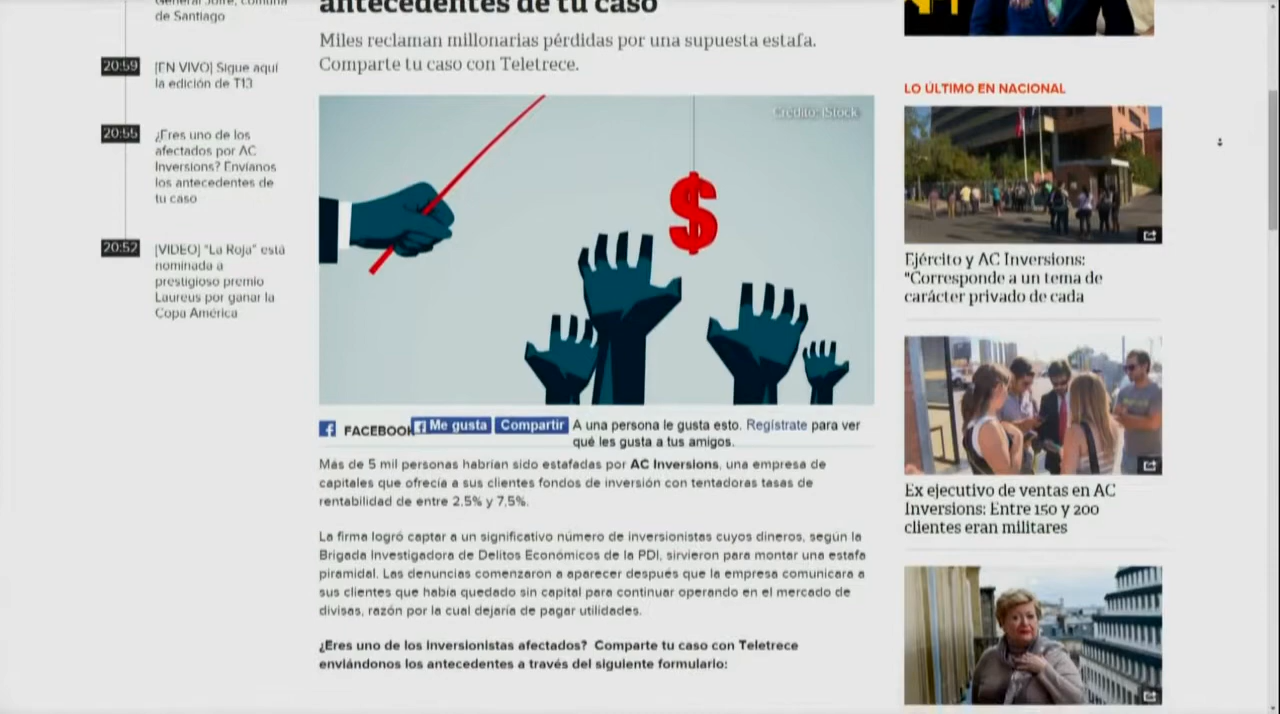 antecedentes de tu caso
Miles reclaman millonarias pérdidas por una supuesta estafa.
Comparte tu caso con Teletrece.
General Jofré, comuna
de Santiago
20:59
[EN VIVO] Sigue aquí
la edición de T13
20:55
¿Eres uno de los
afectados por AC
Inversions? Envíanos
los antecedentes de
tu caso
20:52
[VIDEO] "La Roja" está
nominada a
prestigioso premio
Laureus por ganar la
Copa América
Crédito: iStock
$
FACEBOOK
Me gusta
Compartir
A una persona le gusta esto. Regístrate para ver
qué les gusta a tus amigos.
Más de 5 mil personas habrían sido estafadas por AC Inversions, una empresa de
capitales que ofrecía a sus clientes fondos de inversión con tentadoras tasas de
rentabilidad de entre 2,5% y 7,5%.
La firma logró captar a un significativo número de inversionistas cuyos dineros, según la
Brigada Investigadora de Delitos Económicos de la PDI, sirvieron para montar una estafa
piramidal. Las denuncias comenzaron a aparecer después que la empresa comunicara a
sus clientes que había quedado sin capital para continuar operando en el mercado de
divisas, razón por la cual dejaría de pagar utilidades.
¿Eres uno de los inversionistas afectados? Comparte tu caso con Teletrece
enviándonos los antecedentes a través del siguiente formulario:
LO ÚLTIMO EN NACIONAL
Ejército y AC Inversions:
"Corresponde a un tema de
carácter privado de cada
Ex ejecutivo de ventas en AC
Inversions: Entre 150 y 200
clientes eran militares